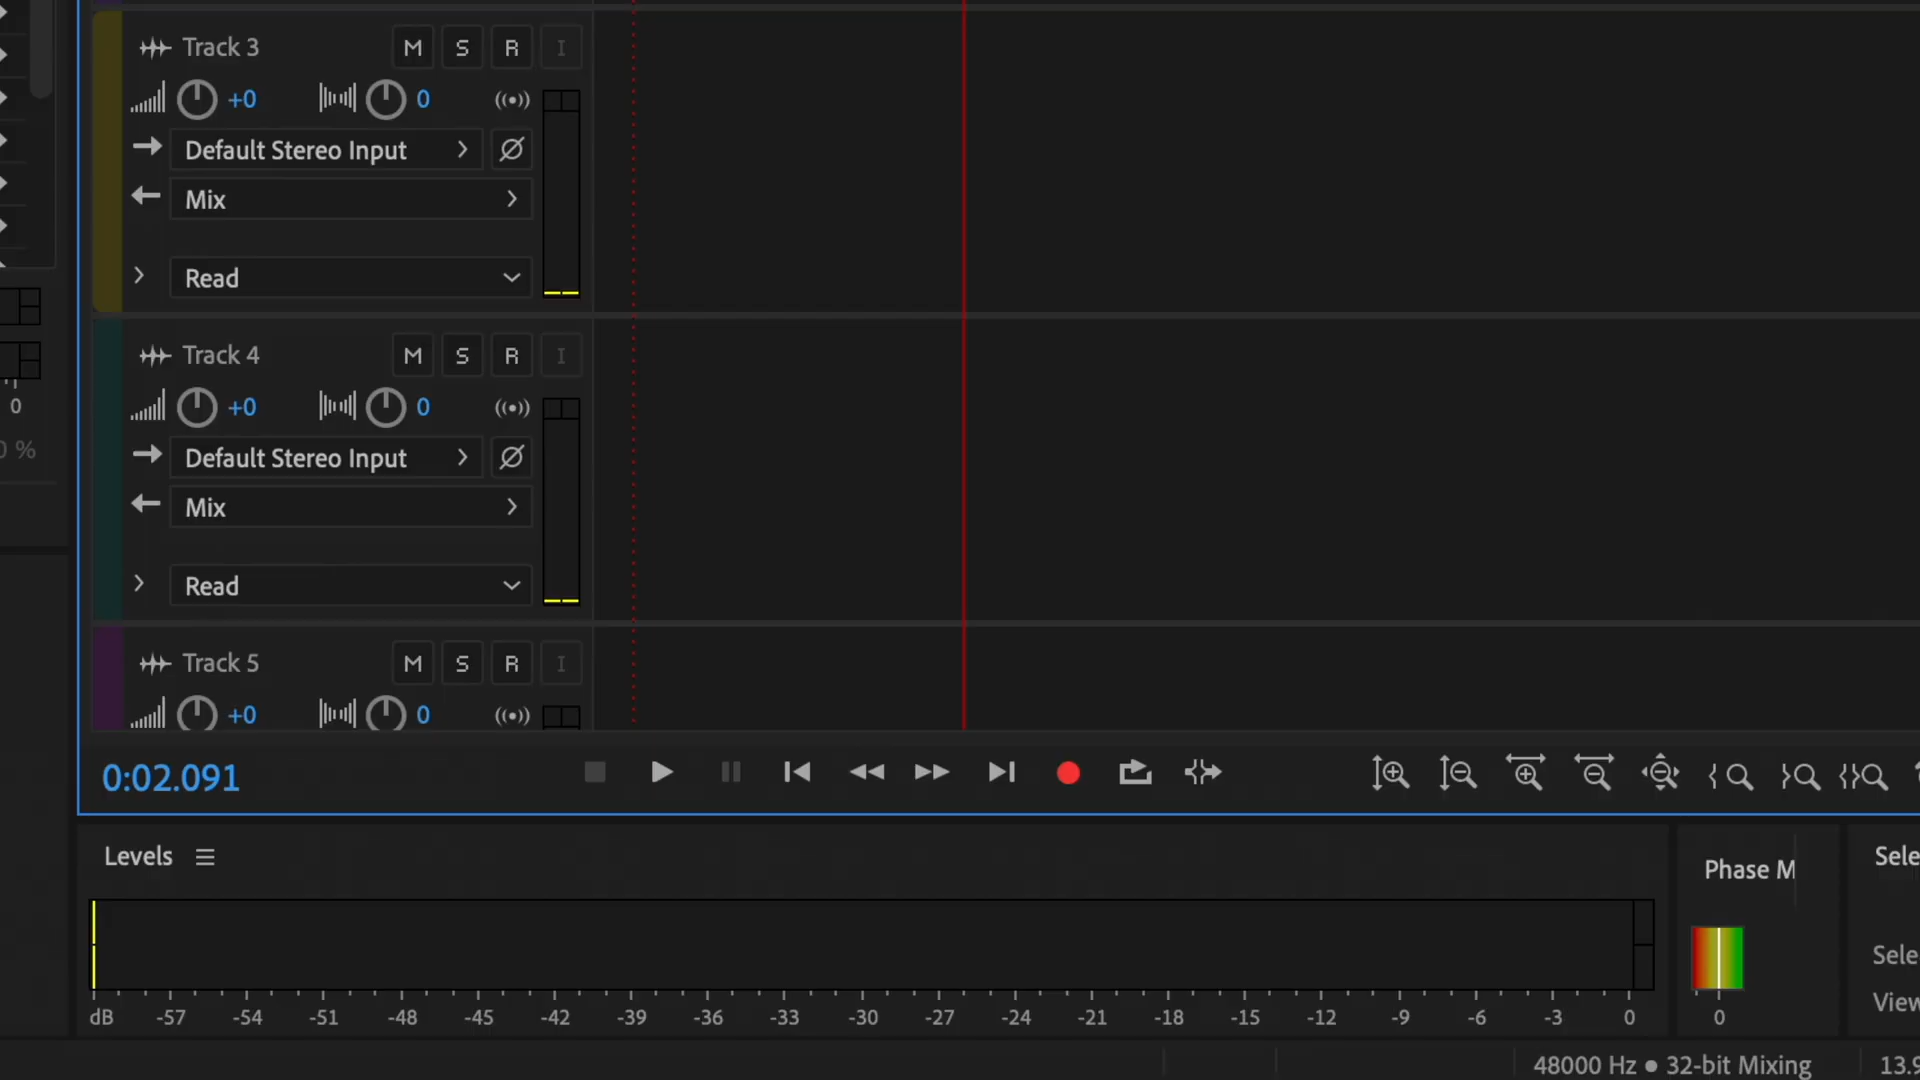 Track 3 M S R I
+0 0
Default Stereo Input
Mix
Read
Track 4 M S R I
+0 0
Default Stereo Input
Mix
Read
0
0 %
Track 5 M S R I
+0 0
0:02.091
Levels
dB -57 -54 -51 -48 -45 -42 -39 -36 -33 -30 -27 -24 -21 -18 -15 -12 -9 -6 -3 0
Phase M
0
Sele
Sele
View
48000 Hz ● 32-bit Mixing
13.9